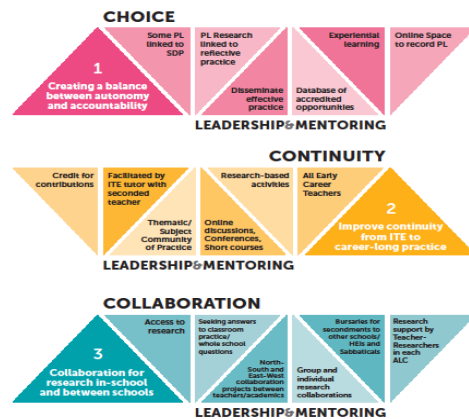 CHOICE
1
Creating a balance
between autonomy
and accountability
Some PL
linked to
SDP
PL Research
linked to
reflective
practice
Disseminate
effective
practice
Database of
accredited
opportunities
Experiential
learning
Online Space
to record PL
LEADERSHIP&MENTORING
CONTINUITY
Credit for
contributions
Facilitated by
ITE tutor with
seconded
teacher
Thematic/
Subject
Community
of Practice
Online
discussions,
Conferences,
Short courses
Research-based
activities
All Early
Career
Teachers
2
Improve continuity
from ITE to
career-long practice
LEADERSHIP&MENTORING
COLLABORATION
3
Collaboration for
research in-school
and between schools
Access to
research
Seeking answers
to classroom
practice/
whole school
questions
North-
South and
East-West
collaboration
projects between
teachers/academics
Group and
individual
research
collaborations
Bursaries for
secondments to
other schools/
HEIs and
Sabbaticals
Research
support by
Teacher-
Researchers
in each
ALC
LEADERSHIP&MENTORING